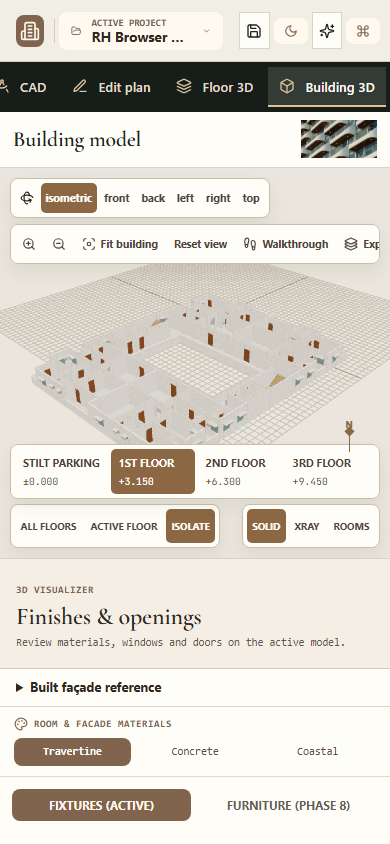 ACTIVE PROJECT
RH Browser ...
CAD
Edit plan
Floor 3D
Building 3D
Building model
isometric
front
back
left
right
top
Fit building
Reset view
Walkthrough
Exp
N
STILT PARKING
±0.000
1ST FLOOR
+3.150
2ND FLOOR
+6.300
3RD FLOOR
+9.450
ALL FLOORS
ACTIVE FLOOR
ISOLATE
SOLID
XRAY
ROOMS
3D VISUALIZER
Finishes & openings
Review materials, windows and doors on the active model.
Built façade reference
ROOM & FACADE MATERIALS
Travertine
Concrete
Coastal
FIXTURES (ACTIVE)
FURNITURE (PHASE 8)